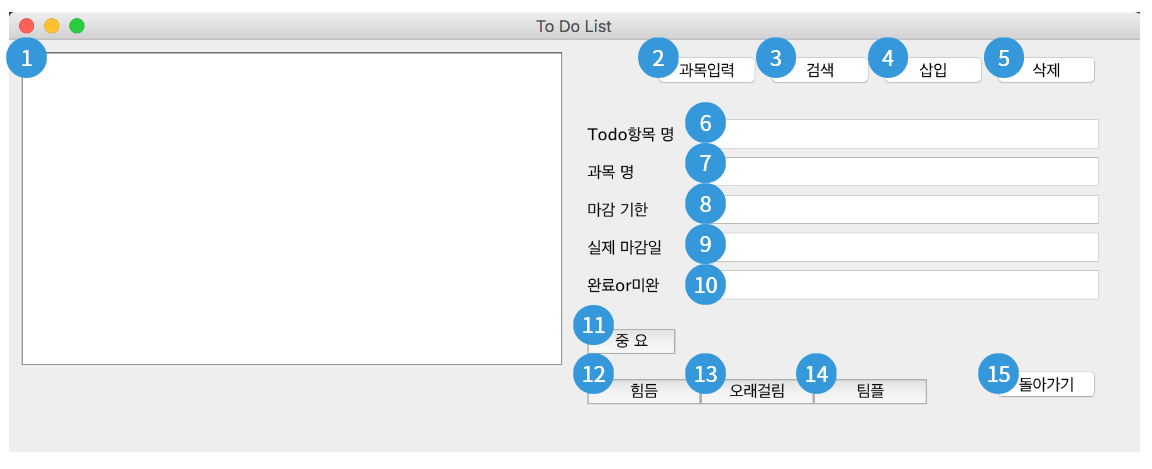 To Do List
1
2 과목입력 3 검색 4 삽입 5 삭제
Todo항목 명 6
과목 명 7
마감 기한 8
실제 마감일 9
완료or미완 10
11 중 요
12 힘듬 13 오래걸림 14 팀플 15 돌아가기